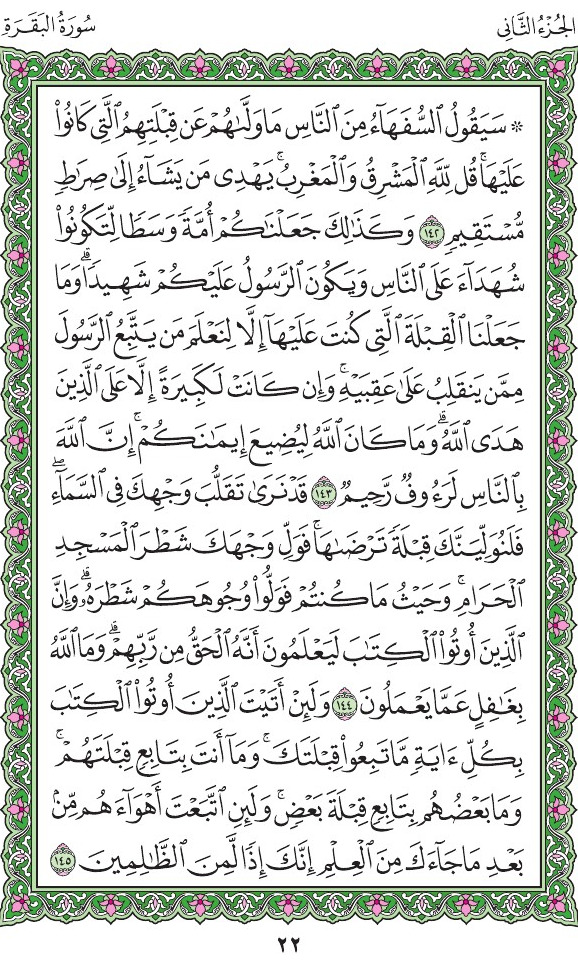 الجُزْءُ الثَّانِي
سُورَةُ البَقَرَةِ
۞ سَيَقُولُ ٱلسُّفَهَآءُ مِنَ ٱلنَّاسِ مَا وَلَّىٰهُمْ عَن قِبْلَتِهِمُ ٱلَّتِي كَانُواْ
عَلَيْهَاۚ قُل لِّلَّهِ ٱلْمَشْرِقُ وَٱلْمَغْرِبُۚ يَهْدِي مَن يَشَآءُ إِلَىٰ صِرَٰطٖ
مُّسْتَقِيمٖ ١٤٢ وَكَذَٰلِكَ جَعَلْنَٰكُمْ أُمَّةٗ وَسَطٗا لِّتَكُونُواْ
شُهَدَآءَ عَلَى ٱلنَّاسِ وَيَكُونَ ٱلرَّسُولُ عَلَيْكُمْ شَهِيدٗاۗ وَمَا
جَعَلْنَا ٱلْقِبْلَةَ ٱلَّتِي كُنتَ عَلَيْهَآ إِلَّا لِنَعْلَمَ مَن يَتَّبِعُ ٱلرَّسُولَ
مِمَّن يَنقَلِبُ عَلَىٰ عَقِبَيْهِۚ وَإِن كَانَتْ لَكَبِيرَةً إِلَّا عَلَى ٱلَّذِينَ
هَدَى ٱللَّهُۗ وَمَا كَانَ ٱللَّهُ لِيُضِيعَ إِيمَٰنَكُمْۚ إِنَّ ٱللَّهَ
بِٱلنَّاسِ لَرَءُوفٞ رَّحِيمٞ ١٤٣ قَدْ نَرَىٰ تَقَلُّبَ وَجْهِكَ فِي ٱلسَّمَآءِۖ
فَلَنُوَلِّيَنَّكَ قِبْلَةٗ تَرْضَىٰهَاۚ فَوَلِّ وَجْهَكَ شَطْرَ ٱلْمَسْجِدِ
ٱلْحَرَامِۚ وَحَيْثُ مَا كُنتُمْ فَوَلُّواْ وُجُوهَكُمْ شَطْرَهُۥۗ وَإِنَّ
ٱلَّذِينَ أُوتُواْ ٱلْكِتَٰبَ لَيَعْلَمُونَ أَنَّهُ ٱلْحَقُّ مِن رَّبِّهِمْۗ وَمَا ٱللَّهُ
بِغَٰفِلٍ عَمَّا يَعْمَلُونَ ١٤٤ وَلَئِنْ أَتَيْتَ ٱلَّذِينَ أُوتُواْ ٱلْكِتَٰبَ
بِكُلِّ ءَايَةٖ مَّا تَبِعُواْ قِبْلَتَكَۚ وَمَآ أَنتَ بِتَابِعٖ قِبْلَتَهُمْۚ
وَمَا بَعْضُهُم بِتَابِعٖ قِبْلَةَ بَعْضٖۚ وَلَئِنِ ٱتَّبَعْتَ أَهْوَآءَهُم مِّنۢ
بَعْدِ مَا جَآءَكَ مِنَ ٱلْعِلْمِ إِنَّكَ إِذٗا لَّمِنَ ٱلظَّٰلِمِينَ ١٤٥
٢٢